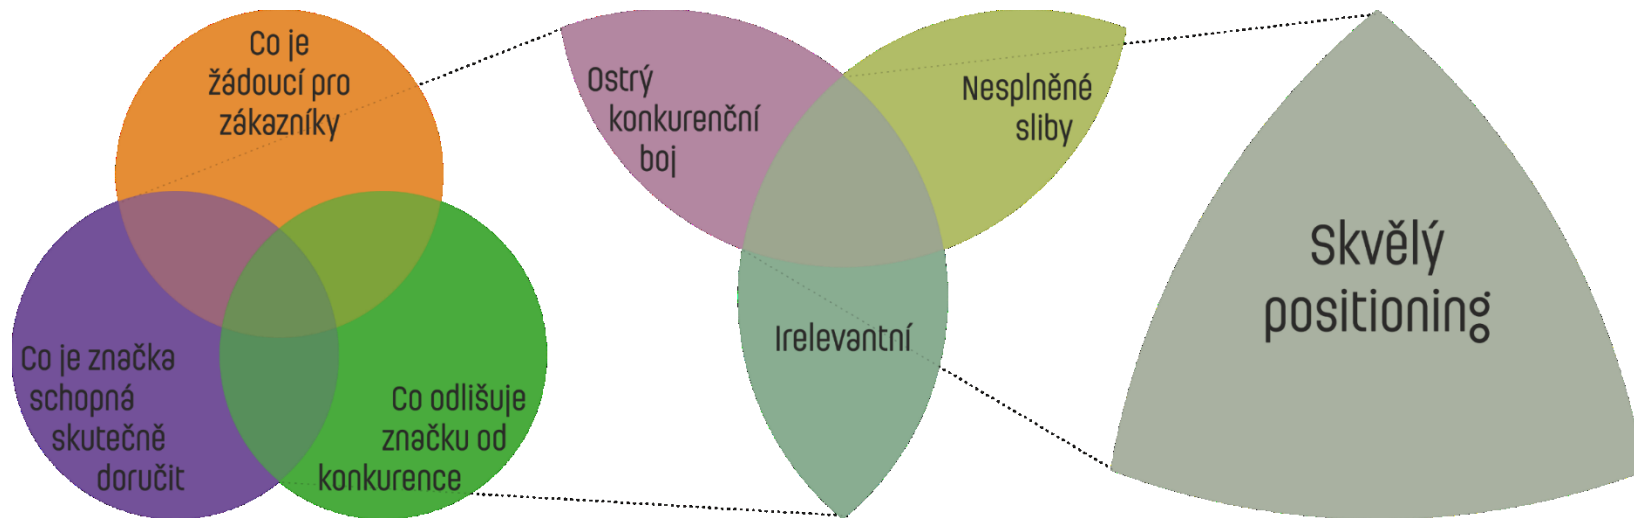 Co je
žádoucí pro
zákazníky
Co je značka
schopná
skutečně
doručit
Co odlišuje
značku od
konkurence
Ostrý
konkurenční
boj
Nesplněné
sliby
Irelevantní
Skvělý
positioning